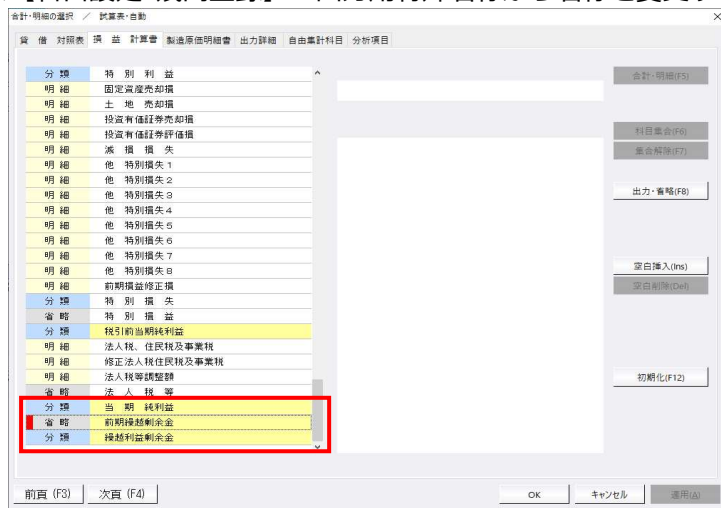 合計・明細の選択 ／ 試算表・自動
貸 借 対照表 損 益 計算書 製造原価明細書 出力詳細 自由集計科目 分析項目
分 類 特 別 利 益
明 細 固定資産売却損
明 細 土 地 売却損
明 細 投資有価証券売却損
明 細 投資有価証券評価損
明 細 減 損 損 失
明 細 他 特別損失１
明 細 他 特別損失２
明 細 他 特別損失３
明 細 他 特別損失４
明 細 他 特別損失５
明 細 他 特別損失６
明 細 他 特別損失７
明 細 他 特別損失８
明 細 前期損益修正損
分 類 特 別 損 失
省 略 特 別 損 益
分 類 税引前当期純利益
明 細 法人税、住民税及事業税
明 細 修正法人税住民税及事業税
明 細 法人税等調整額
省 略 法 人 税 等
分 類 当 期 純利益
省 略 前期繰越剰余金
分 類 繰越利益剰余金
合計・明細(F5)
科目集合(F6)
集合解除(F7)
出力・省略(F8)
空白挿入(Ins)
空白削除(Del)
初期化(F12)
前頁 (F3) 次頁 (F4) OK キャンセル 適用(A)